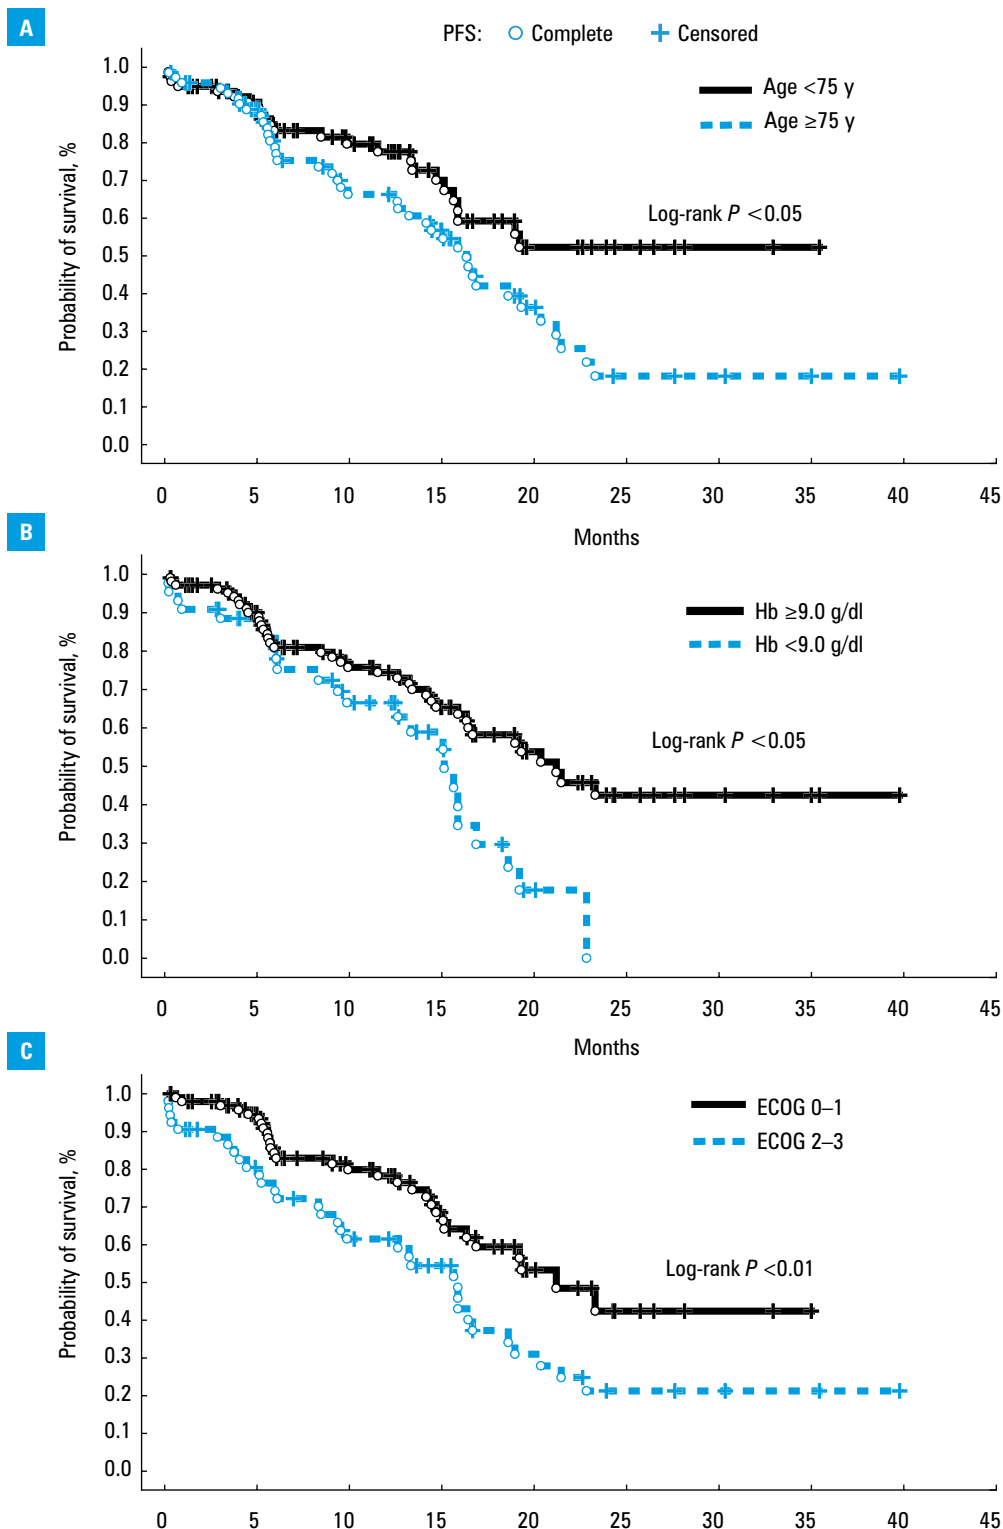 A
PFS: Complete Censored
1.0
0.9
0.8
0.7
0.6
0.5
0.4
0.3
0.2
0.1
0.0
Probability of survival, %
Age <75 y
Age ≥75 y
Log-rank P <0.05
0 5 10 15 20 25 30 35 40 45
Months
B
1.0
0.9
0.8
0.7
0.6
0.5
0.4
0.3
0.2
0.1
0.0
Probability of survival, %
Hb ≥9.0 g/dl
Hb <9.0 g/dl
Log-rank P <0.05
0 5 10 15 20 25 30 35 40 45
Months
C
1.0
0.9
0.8
0.7
0.6
0.5
0.4
0.3
0.2
0.1
0.0
Probability of survival, %
ECOG 0–1
ECOG 2–3
Log-rank P <0.01
0 5 10 15 20 25 30 35 40 45